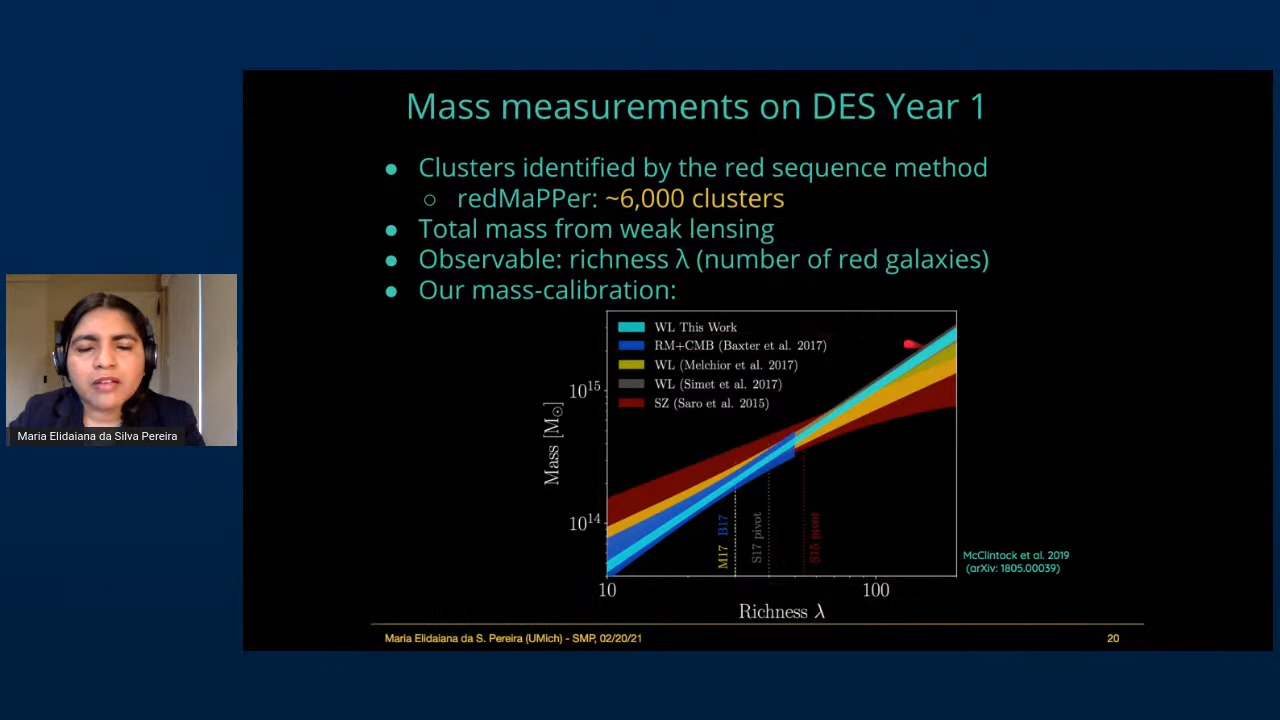 Mass measurements on DES Year 1
● Clusters identified by the red sequence method
○ redMaPPer: ~6,000 clusters
● Total mass from weak lensing
● Observable: richness λ (number of red galaxies)
● Our mass-calibration:
WL This Work
RM+CMB (Baxter et al. 2017)
WL (Melchior et al. 2017)
WL (Simet et al. 2017)
SZ (Saro et al. 2015)
Mass [M⊙]
10¹⁵
10¹⁴
M17 B17
S17 pivot
S15 pivot
10
100
Richness λ
McClintock et al. 2019
(arXiv: 1805.00039)
Maria Elidaiana da S. Pereira (UMich) - SMP, 02/20/21
20
Maria Elidaiana da Silva Pereira